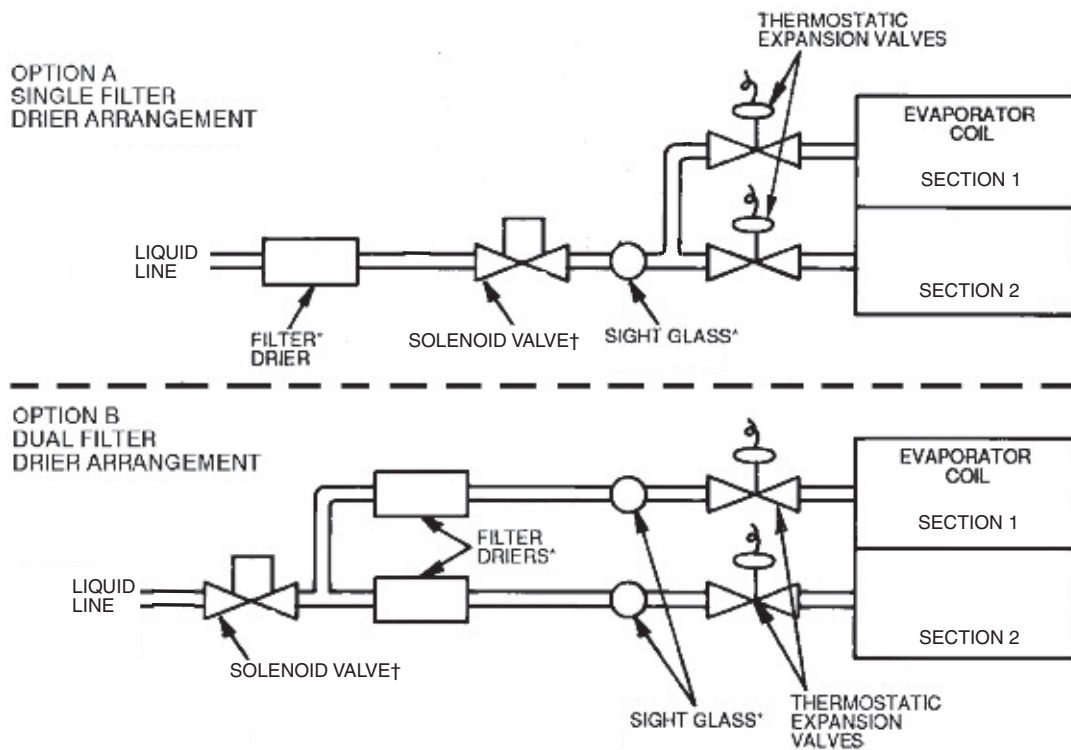 OPTION A
SINGLE FILTER
DRIER ARRANGEMENT
THERMOSTATIC
EXPANSION VALVES
EVAPORATOR
COIL
SECTION 1
SECTION 2
LIQUID
LINE
FILTER*
DRIER
SOLENOID VALVE†
SIGHT GLASS*
OPTION B
DUAL FILTER
DRIER ARRANGEMENT
EVAPORATOR
COIL
SECTION 1
SECTION 2
FILTER
DRIERS*
LIQUID
LINE
SOLENOID VALVE†
SIGHT GLASS*
THERMOSTATIC
EXPANSION
VALVES